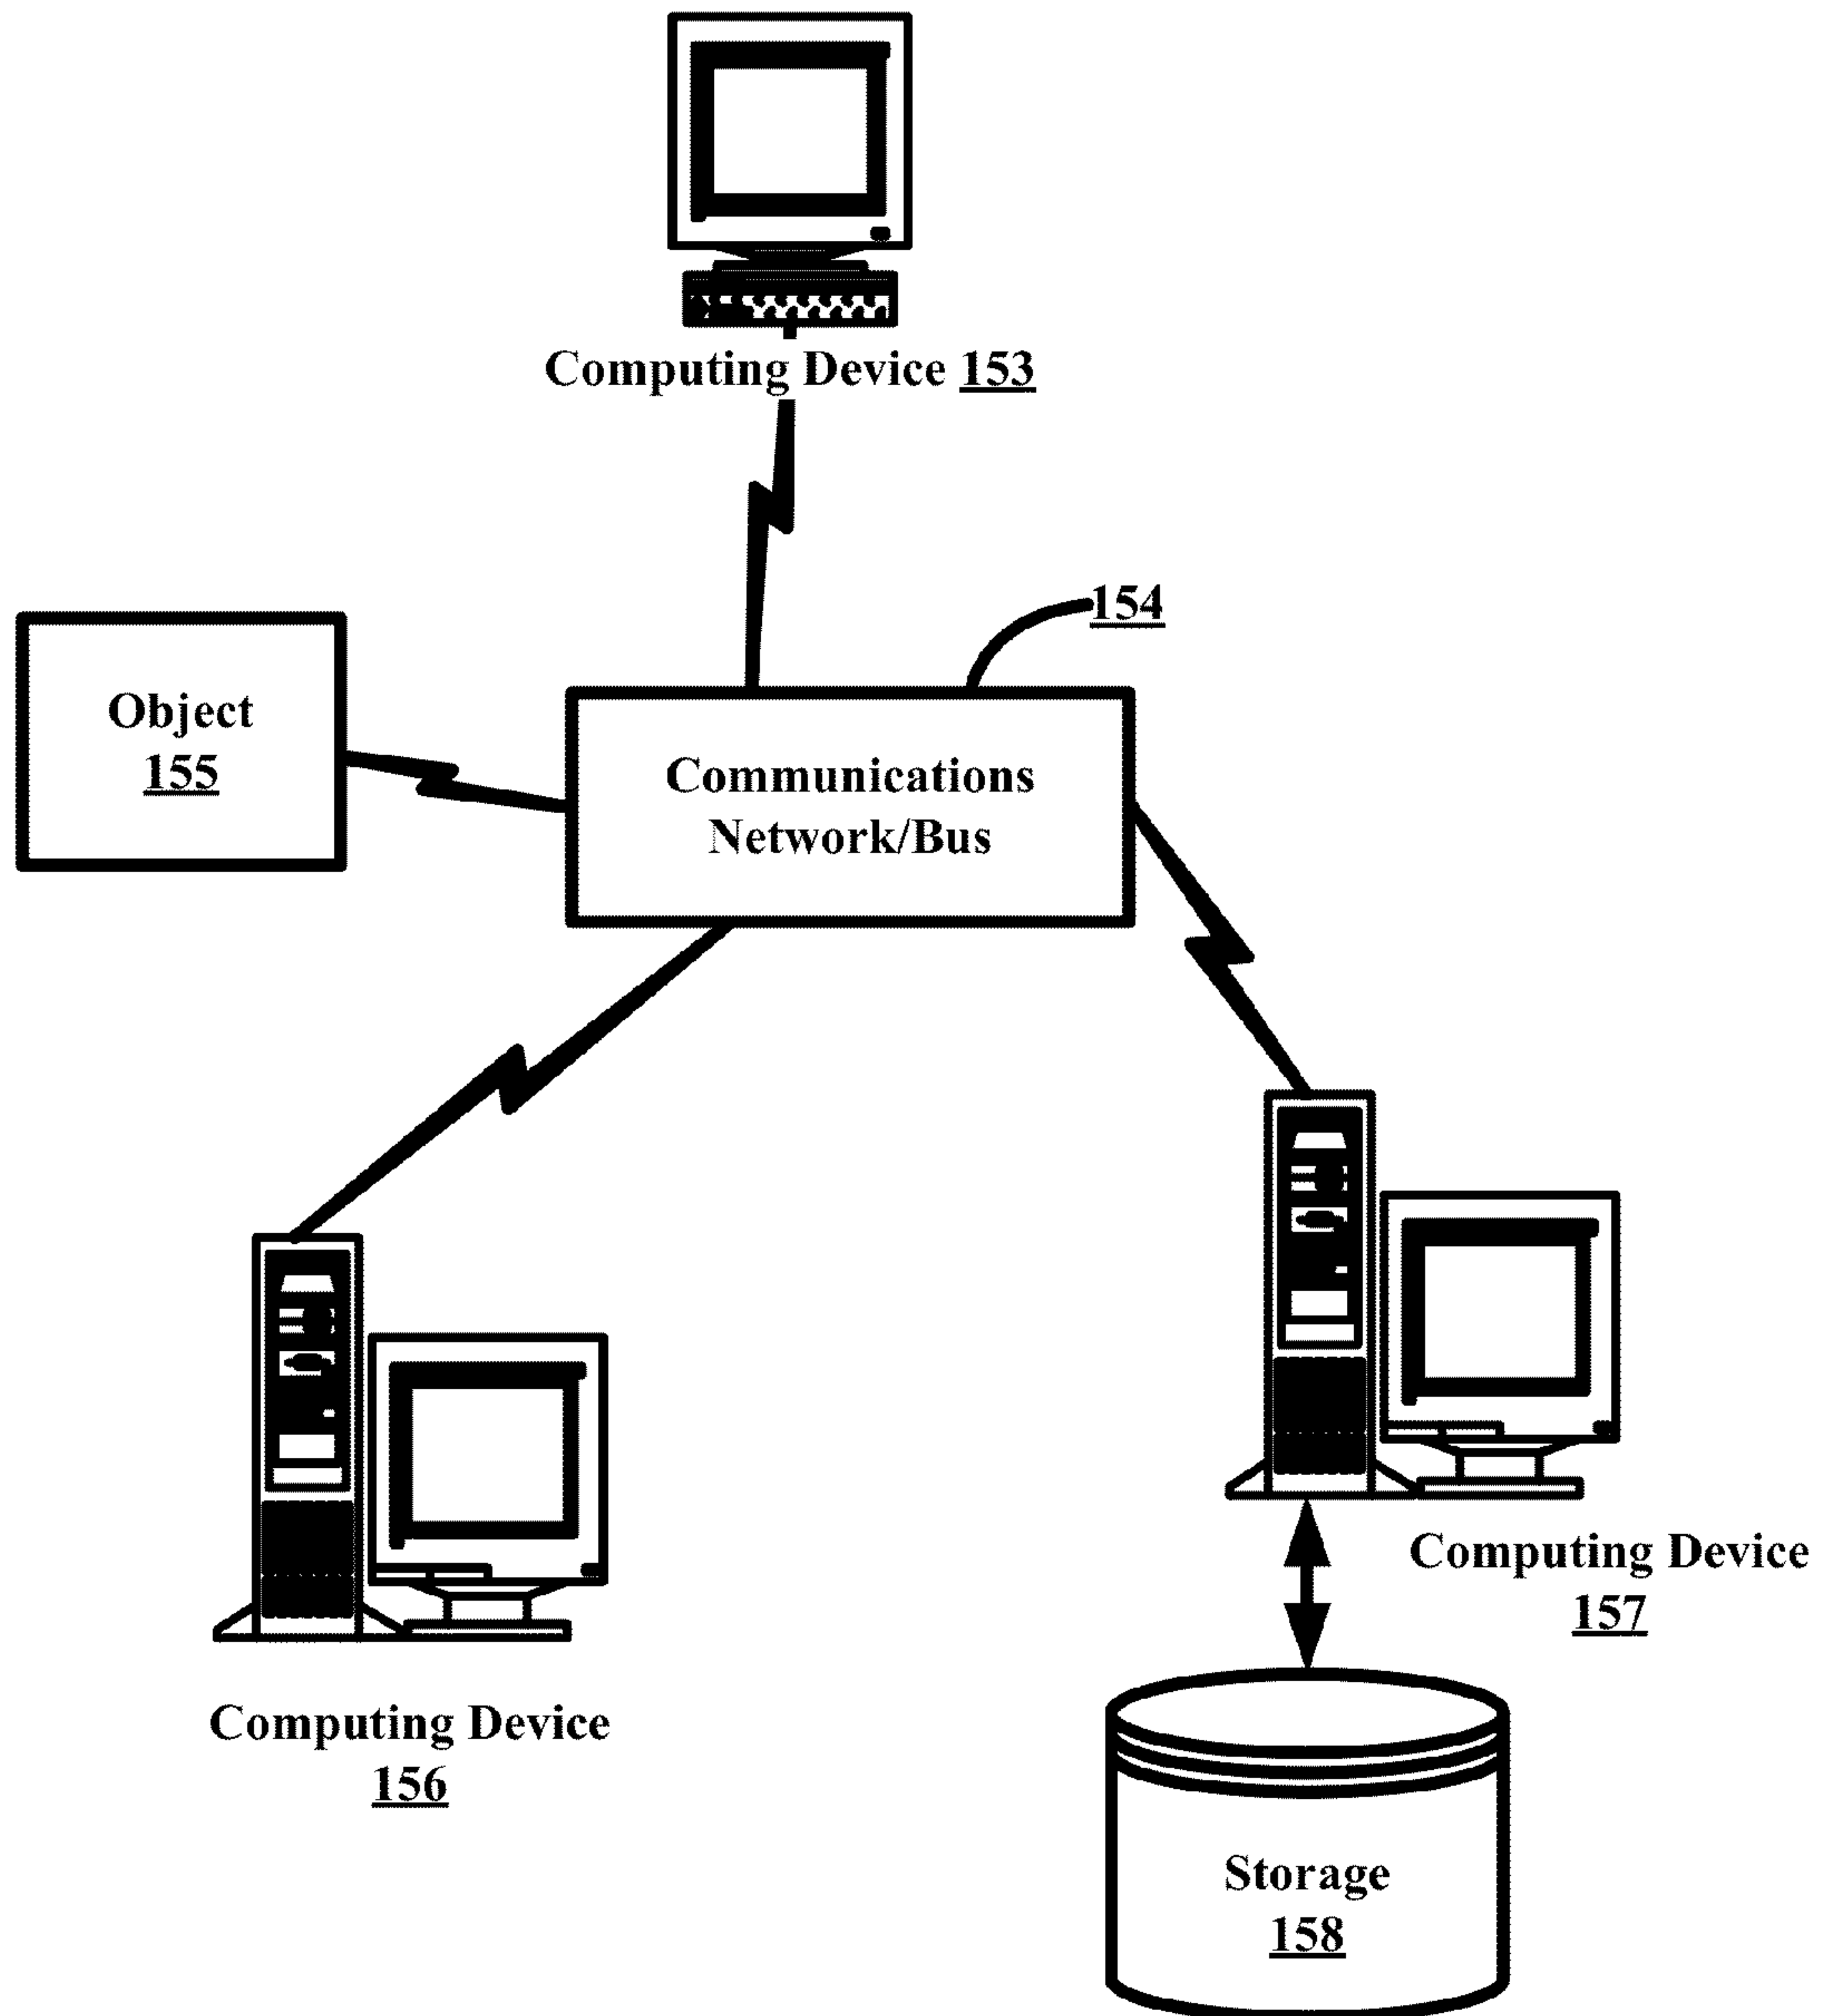 Computing Device 153
154
Object
155
Communications
Network/Bus
Computing Device
157
Computing Device
156
Storage
158